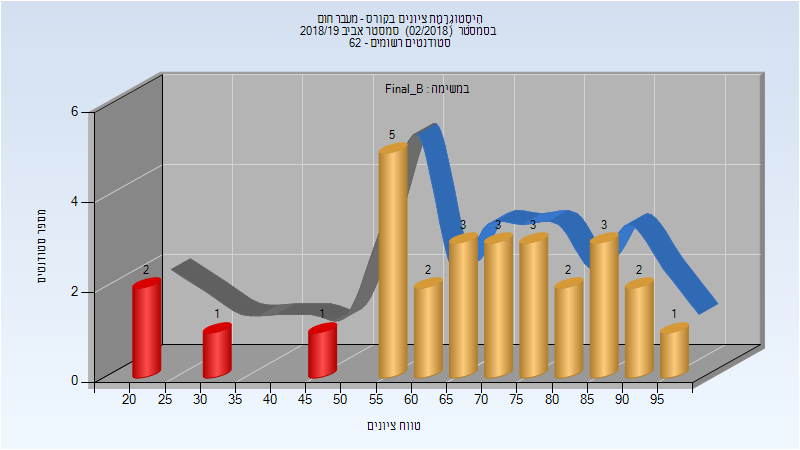 היסטוגרמת ציונים בקורס - מעבר חום
בסמסטר (02/2018) סמסטר אביב 2018/19
סטודנטים רשומים - 62
במשימה : Final_B
מספר סטודנטים
6
4
2
0
2
1
1
5
2
3
3
3
2
3
2
1
20 25 30 35 40 45 50 55 60 65 70 75 80 85 90 95
טווח ציונים